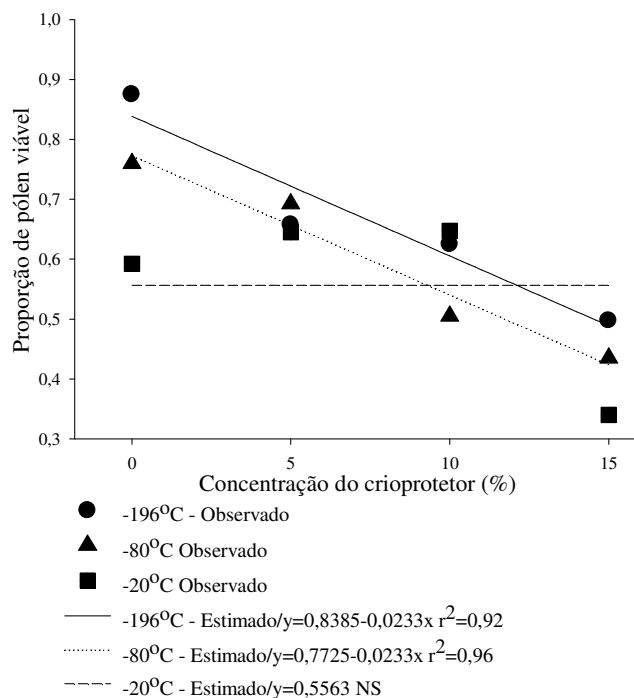 1,0
0,9
0,8
0,7
0,6
0,5
0,4
0,3
Proporção de pólen viável
0 5 10 15
Concentração do crioprotetor (%)
-196ºC - Observado
-80ºC Observado
-20ºC Observado
-196ºC - Estimado/y=0,8385-0,0233x r²=0,92
-80ºC - Estimado/y=0,7725-0,0233x r²=0,96
-20ºC - Estimado/y=0,5563 NS